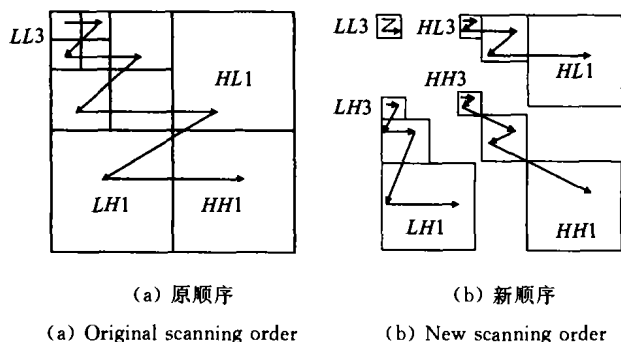 LL3
HL1
LH1
HH1
(a) 原顺序
(a) Original scanning order
LL3
HL3
HL1
HH3
LH3
LH1
HH1
(b) 新顺序
(b) New scanning order